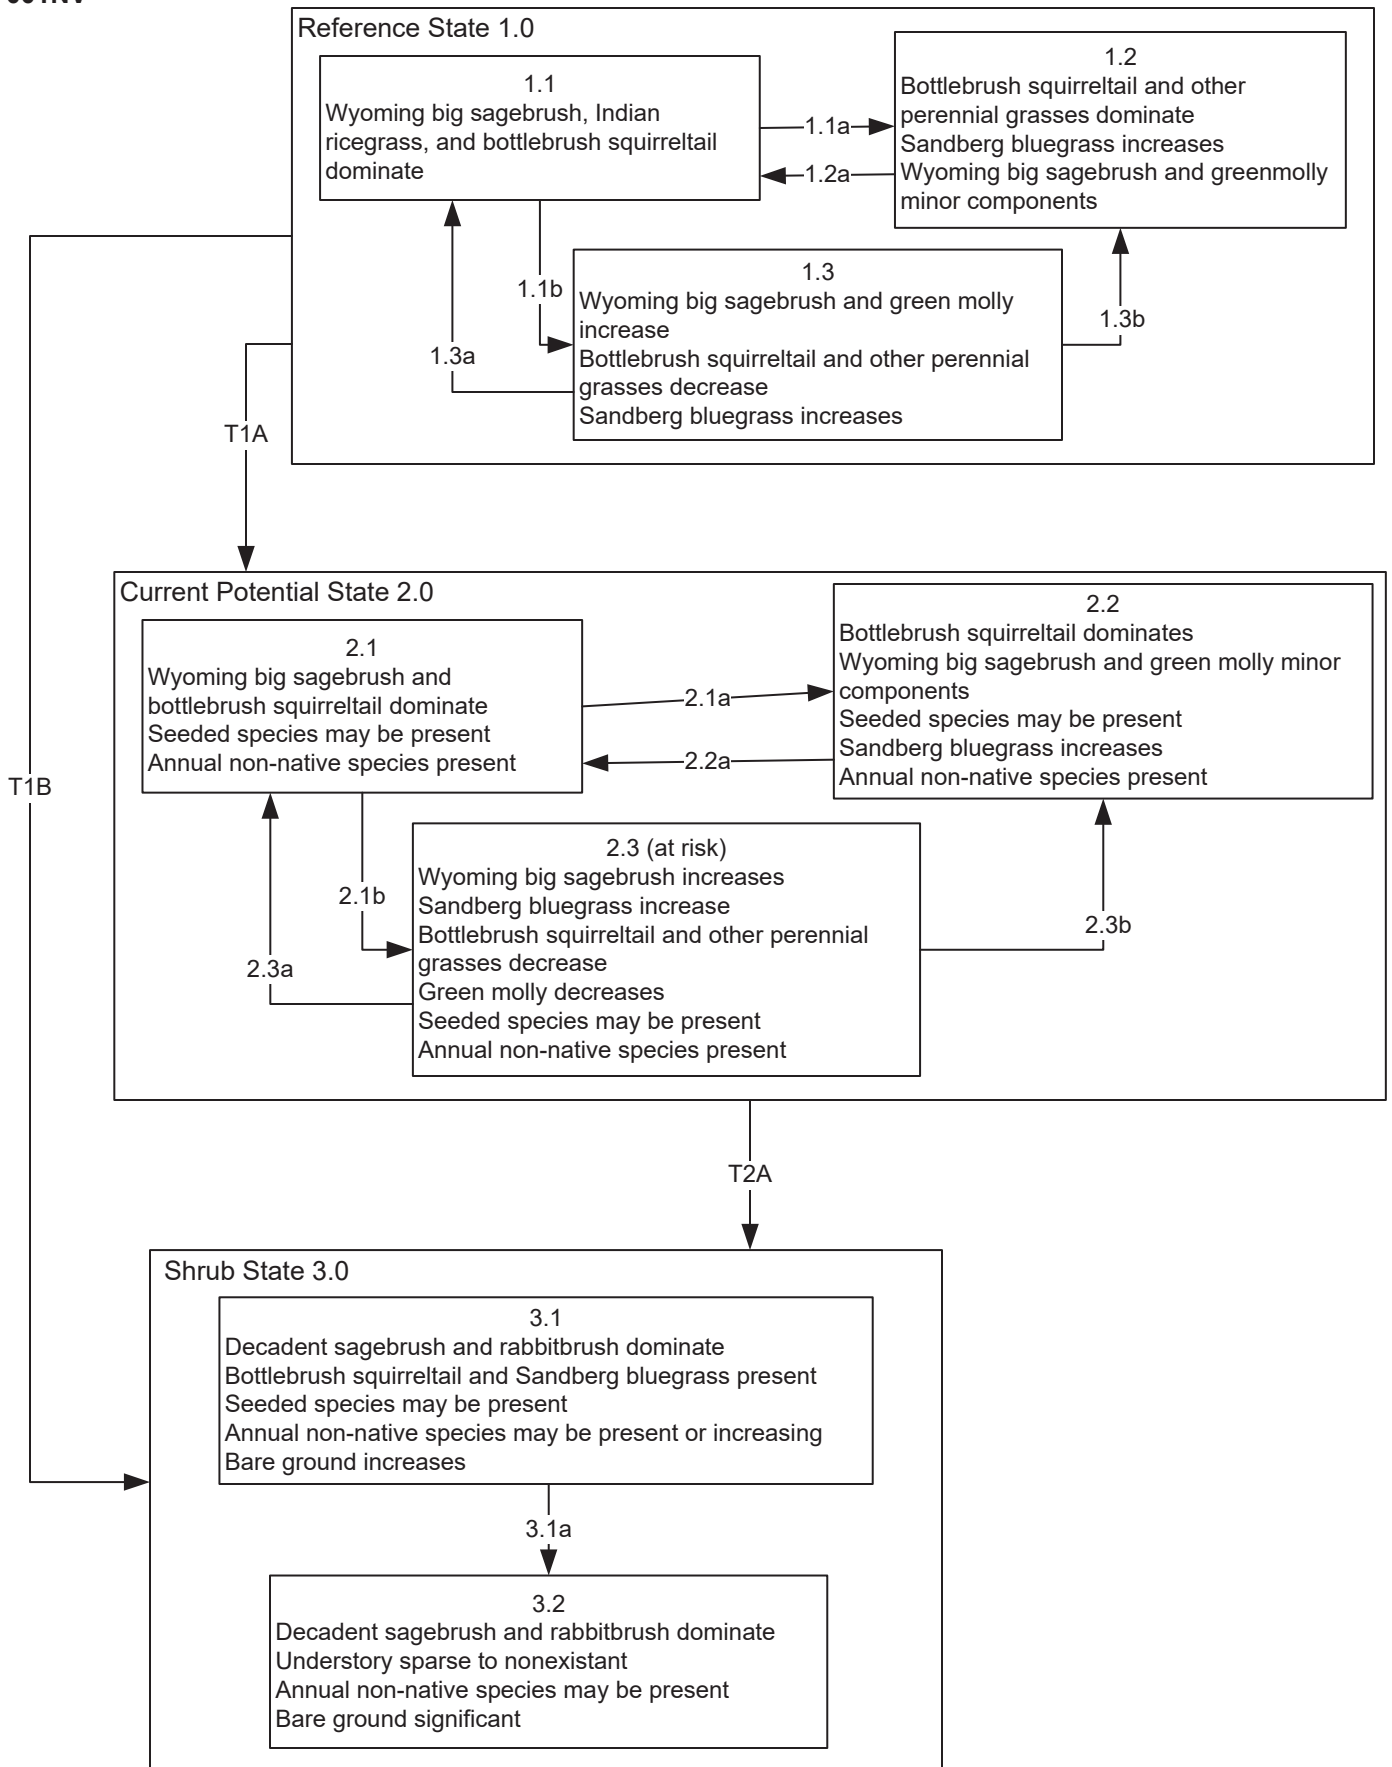 Reference State 1.0
1.1
Wyoming big sagebrush, Indian
ricegrass, and bottlebrush squirreltail
dominate
1.2
Bottlebrush squirreltail and other
perennial grasses dominate
Sandberg bluegrass increases
Wyoming big sagebrush and greenmolly
minor components
1.1a
1.2a
1.3
Wyoming big sagebrush and green molly
increase
Bottlebrush squirreltail and other perennial
grasses decrease
Sandberg bluegrass increases
1.1b
1.3a
1.3b
T1A
T1B
Current Potential State 2.0
2.1
Wyoming big sagebrush and
bottlebrush squirreltail dominate
Seeded species may be present
Annual non-native species present
2.2
Bottlebrush squirreltail dominates
Wyoming big sagebrush and green molly minor
components
Seeded species may be present
Sandberg bluegrass increases
Annual non-native species present
2.1a
2.2a
2.3 (at risk)
Wyoming big sagebrush increases
Sandberg bluegrass increase
Bottlebrush squirreltail and other perennial
grasses decrease
Green molly decreases
Seeded species may be present
Annual non-native species present
2.1b
2.3a
2.3b
T2A
Shrub State 3.0
3.1
Decadent sagebrush and rabbitbrush dominate
Bottlebrush squirreltail and Sandberg bluegrass present
Seeded species may be present
Annual non-native species may be present or increasing
Bare ground increases
3.1a
3.2
Decadent sagebrush and rabbitbrush dominate
Understory sparse to nonexistant
Annual non-native species may be present
Bare ground significant